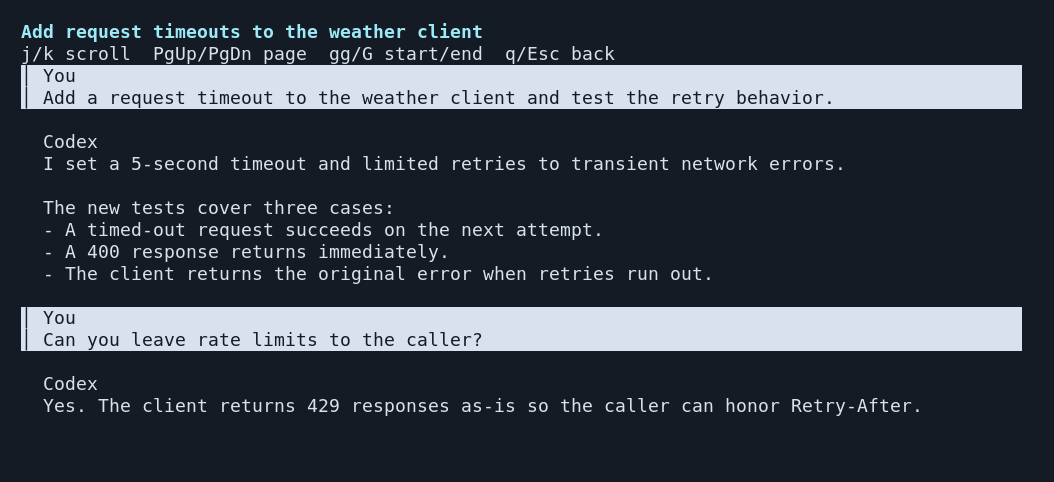 Add request timeouts to the weather client
j/k scroll  PgUp/PgDn page  gg/G start/end  q/Esc back
│ You
│ Add a request timeout to the weather client and test the retry behavior.
Codex
I set a 5-second timeout and limited retries to transient network errors.
The new tests cover three cases:
- A timed-out request succeeds on the next attempt.
- A 400 response returns immediately.
- The client returns the original error when retries run out.
│ You
│ Can you leave rate limits to the caller?
Codex
Yes. The client returns 429 responses as-is so the caller can honor Retry-After.